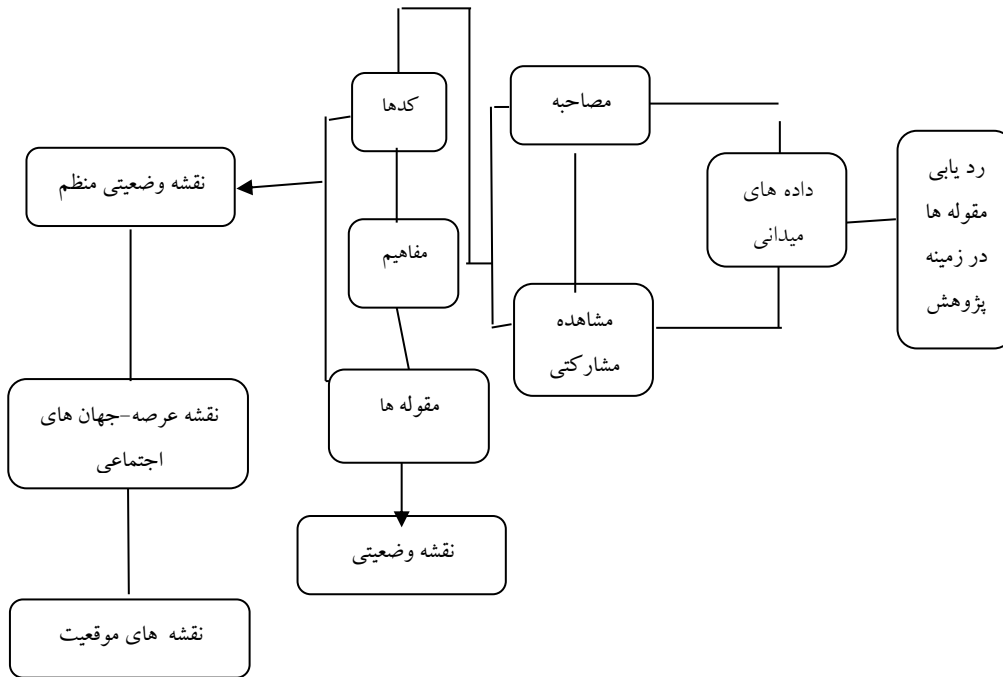 رد یابی
مقوله ها
در زمینه
پژوهش
داده های
میدانی
مصاحبه
مشاهده
مشارکتی
کدها
مفاهیم
مقوله ها
نقشه وضعیتی
نقشه وضعیتی منظم
نقشه عرصه-جهان های
اجتماعی
نقشه های موقعیت